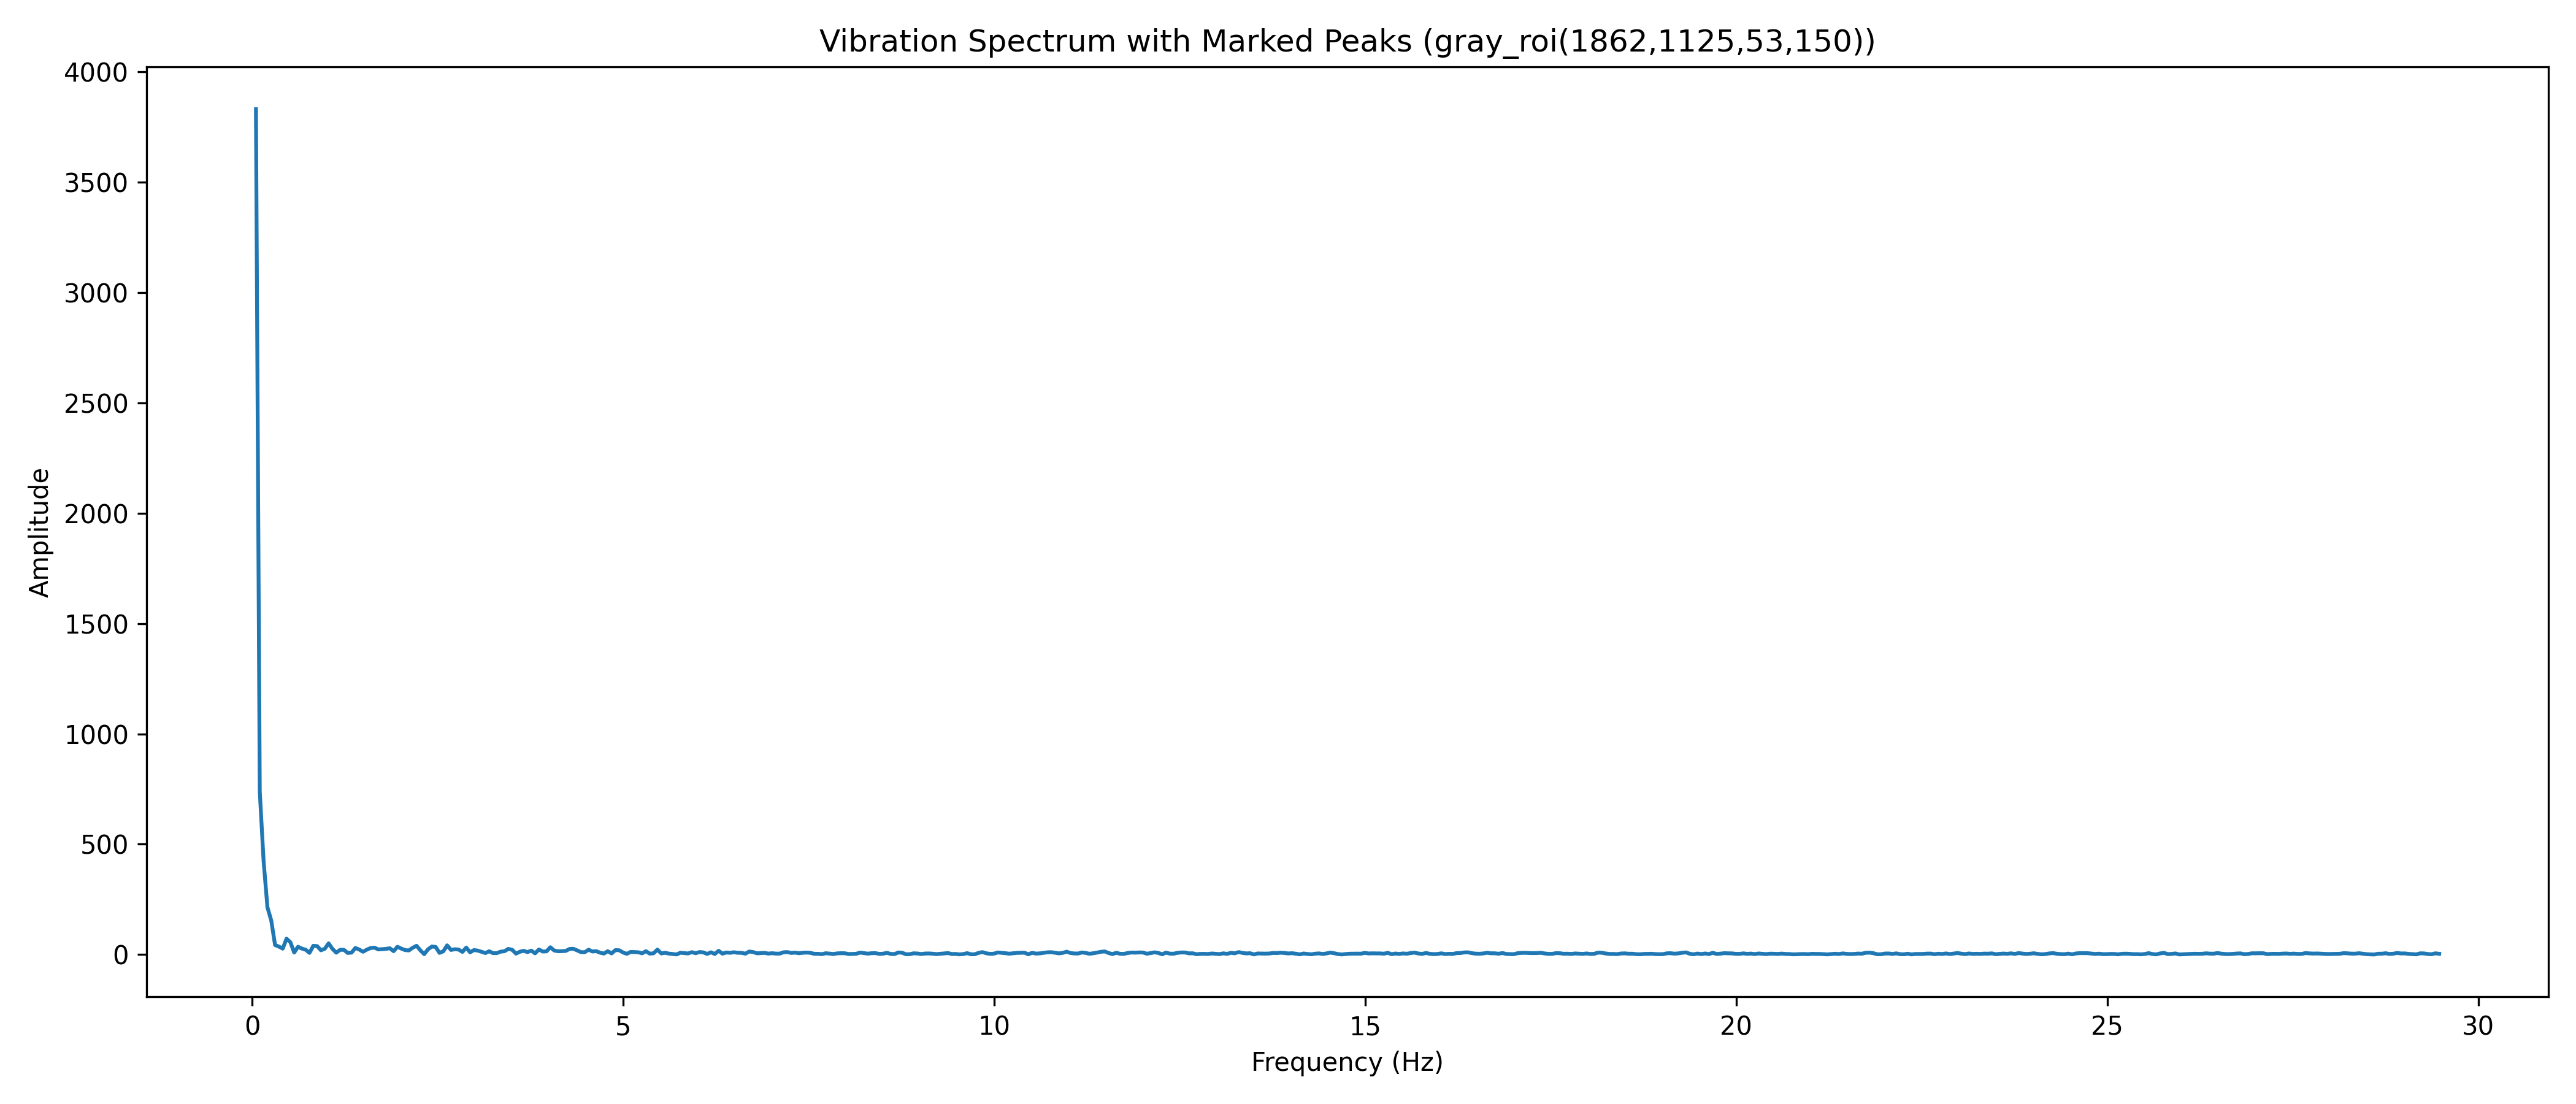 Vibration Spectrum with Marked Peaks (gray_roi(1862,1125,53,150))
4000
3500
3000
2500
2000
1500
1000
500
0
Amplitude
0 5 10 15 20 25 30
Frequency (Hz)